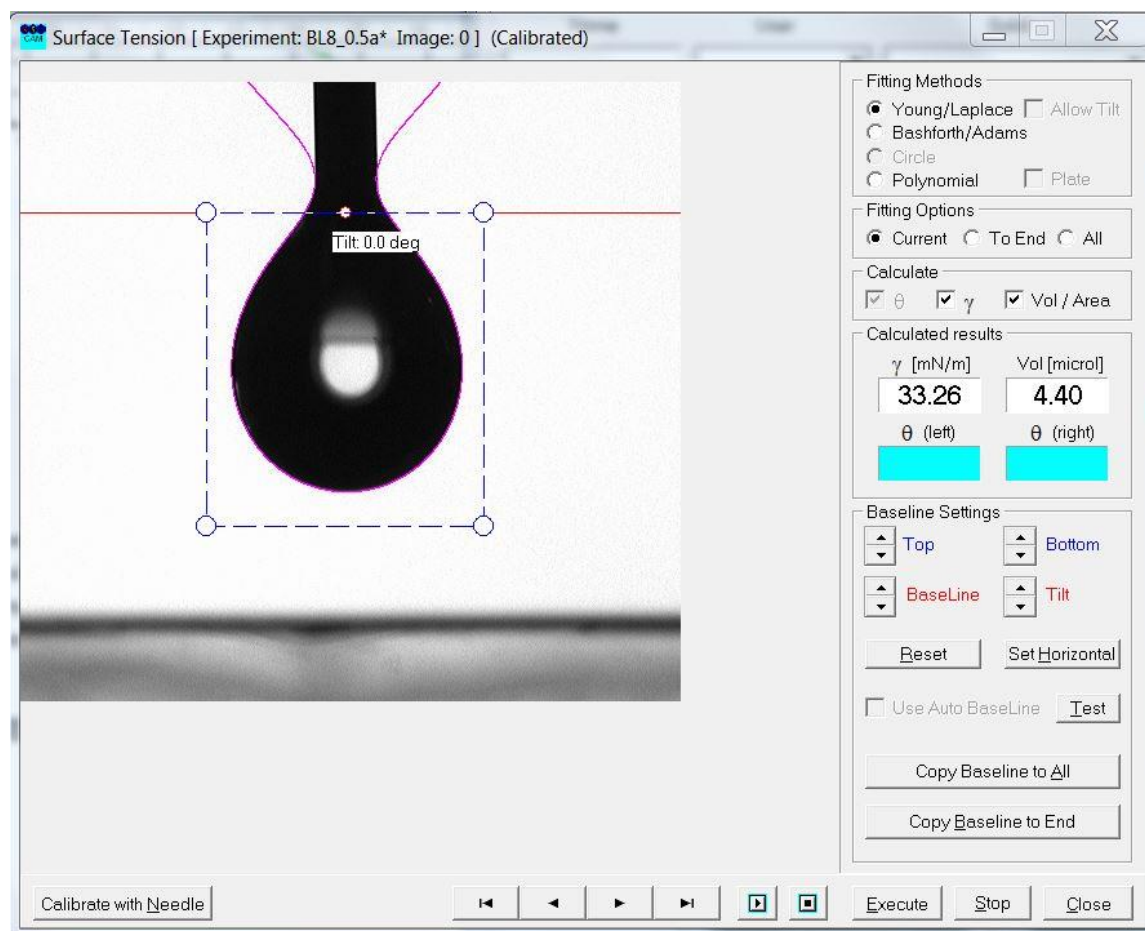 CAM Surface Tension [ Experiment: BL8_0.5a* Image: 0 ] (Calibrated)
Tilt: 0.0 deg
Fitting Methods
Young/Laplace Allow Tilt
Bashforth/Adams
Circle
Polynomial Plate
Fitting Options
Current To End All
Calculate
θ γ Vol / Area
Calculated results
γ [mN/m] Vol [microl]
33.26 4.40
θ (left) θ (right)
Baseline Settings
Top Bottom
BaseLine Tilt
Reset Set Horizontal
Use Auto BaseLine Test
Copy Baseline to All
Copy Baseline to End
Calibrate with Needle Execute Stop Close